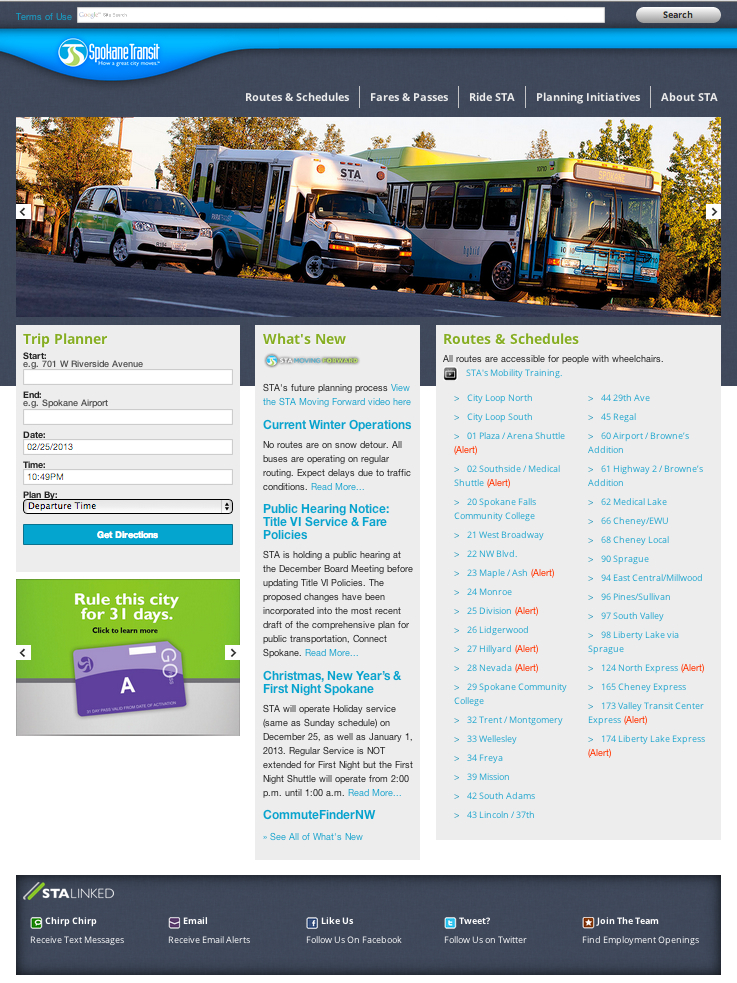 Terms of Use
Google™ Custom Search
Search
Spokane Transit
How a great city moves.™
Routes & Schedules
Fares & Passes
Ride STA
Planning Initiatives
About STA
STA
SPOKANE
hybrid
Trip Planner
Start:
e.g. 701 W Riverside Avenue
End:
e.g. Spokane Airport
Date:
02/25/2013
Time:
10:49PM
Plan By:
Departure Time
Get Directions
Rule this city
for 31 days.
Click to learn more
GO
A
31 DAY PAGE VALID FROM DATE OF ACTIVATION
What's New
STA MOVING FORWARD
STA's future planning process View
the STA Moving Forward video here
Current Winter Operations
No routes are on snow detour. All
buses are operating on regular
routing. Expect delays due to traffic
conditions. Read More...
Public Hearing Notice:
Title VI Service & Fare
Policies
STA is holding a public hearing at
the December Board Meeting before
updating Title VI Policies. The
proposed changes have been
incorporated into the most recent
draft of the comprehensive plan for
public transportation, Connect
Spokane. Read More...
Christmas, New Year's &
First Night Spokane
STA will operate Holiday service
(same as Sunday schedule) on
December 25, as well as January 1,
2013. Regular Service is NOT
extended for First Night but the First
Night Shuttle will operate from 2:00
p.m. until 1:00 a.m. Read More...
CommuteFinderNW
» See All of What's New
Routes & Schedules
All routes are accessible for people with wheelchairs.
STA's Mobility Training.
> City Loop North
> City Loop South
> 01 Plaza / Arena Shuttle
(Alert)
> 02 Southside / Medical
Shuttle (Alert)
> 20 Spokane Falls
Community College
> 21 West Broadway
> 22 NW Blvd.
> 23 Maple / Ash (Alert)
> 24 Monroe
> 25 Division (Alert)
> 26 Lidgerwood
> 27 Hillyard (Alert)
> 28 Nevada (Alert)
> 29 Spokane Community
College
> 32 Trent / Montgomery
> 33 Wellesley
> 34 Freya
> 39 Mission
> 42 South Adams
> 43 Lincoln / 37th
> 44 29th Ave
> 45 Regal
> 60 Airport / Browne's
Addition
> 61 Highway 2 / Browne's
Addition
> 62 Medical Lake
> 66 Cheney/EWU
> 68 Cheney Local
> 90 Sprague
> 94 East Central/Millwood
> 96 Pines/Sullivan
> 97 South Valley
> 98 Liberty Lake via
Sprague
> 124 North Express (Alert)
> 165 Cheney Express
> 173 Valley Transit Center
Express (Alert)
> 174 Liberty Lake Express
(Alert)
STALINKED
Chirp Chirp
Receive Text Messages
Email
Receive Email Alerts
Like Us
Follow Us On Facebook
Tweet?
Follow Us on Twitter
Join The Team
Find Employment Openings